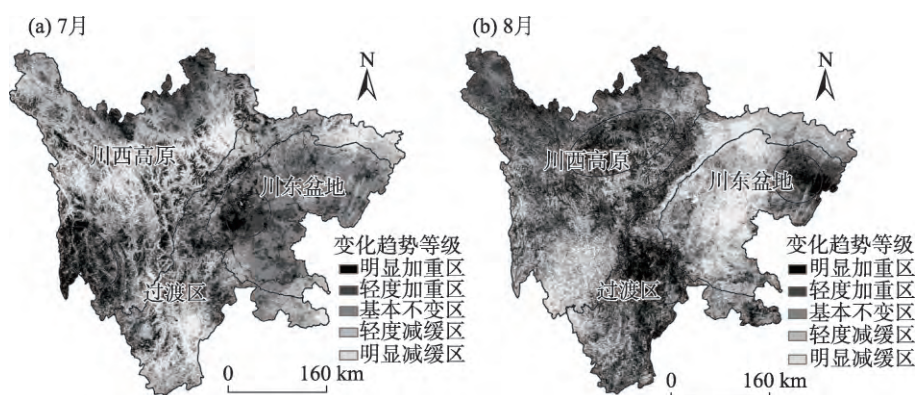 (a) 7月
N
川西高原
川东盆地
过渡区
变化趋势等级
明显加重区
轻度加重区
基本不变区
轻度减缓区
明显减缓区
0 160 km
(b) 8月
N
川西高原
川东盆地
过渡区
变化趋势等级
明显加重区
轻度加重区
基本不变区
轻度减缓区
明显减缓区
0 160 km